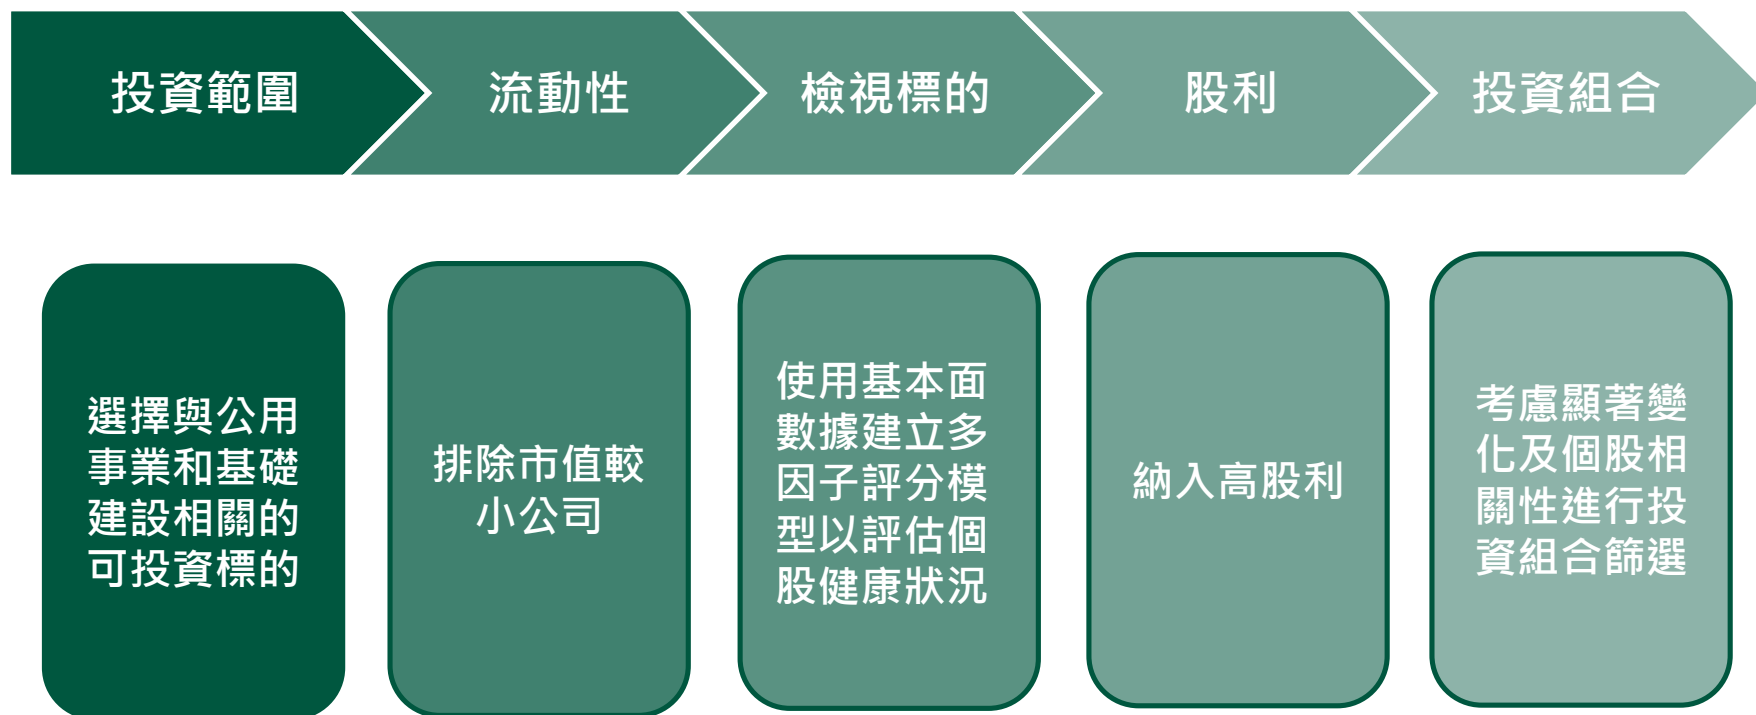 投資範圍
流動性
檢視標的
股利
投資組合
選擇與公用
事業和基礎
建設相關的
可投資標的
排除市值較
小公司
使用基本面
數據建立多
因子評分模
型以評估個
股健康狀況
納入高股利
考慮顯著變
化及個股相
關性進行投
資組合篩選